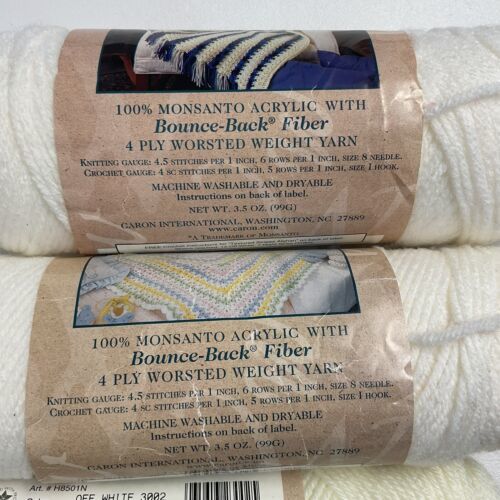 100% MONSANTO ACRYLIC WITH
Bounce-Back® Fiber
4 PLY WORSTED WEIGHT YARN
KNITTING GAUGE: 4.5 STITCHES PER 1 INCH, 6 ROWS PER 1 INCH, SIZE 8 NEEDLE.
CROCHET GAUGE: 4 SC STITCHES PER 1 INCH, 5 ROWS PER 1 INCH, SIZE I HOOK.
MACHINE WASHABLE AND DRYABLE
Instructions on back of label.
NET WT. 3.5 OZ. (99G)
CARON INTERNATIONAL, WASHINGTON, NC 27889
www.caron.com
*A TRADEMARK OF MONSANTO
100% MONSANTO ACRYLIC WITH
Bounce-Back® Fiber
4 PLY WORSTED WEIGHT YARN
KNITTING GAUGE: 4.5 STITCHES PER 1 INCH, 6 ROWS PER 1 INCH, SIZE 8 NEEDLE.
CROCHET GAUGE: 4 SC STITCHES PER 1 INCH, 5 ROWS PER 1 INCH, SIZE I HOOK.
MACHINE WASHABLE AND DRYABLE
Instructions on back of label.
NET WT. 3.5 OZ. (99G)
CARON INTERNATIONAL, WASHINGTON, NC 27889
Art. # H8501N
OFF WHITE 3002